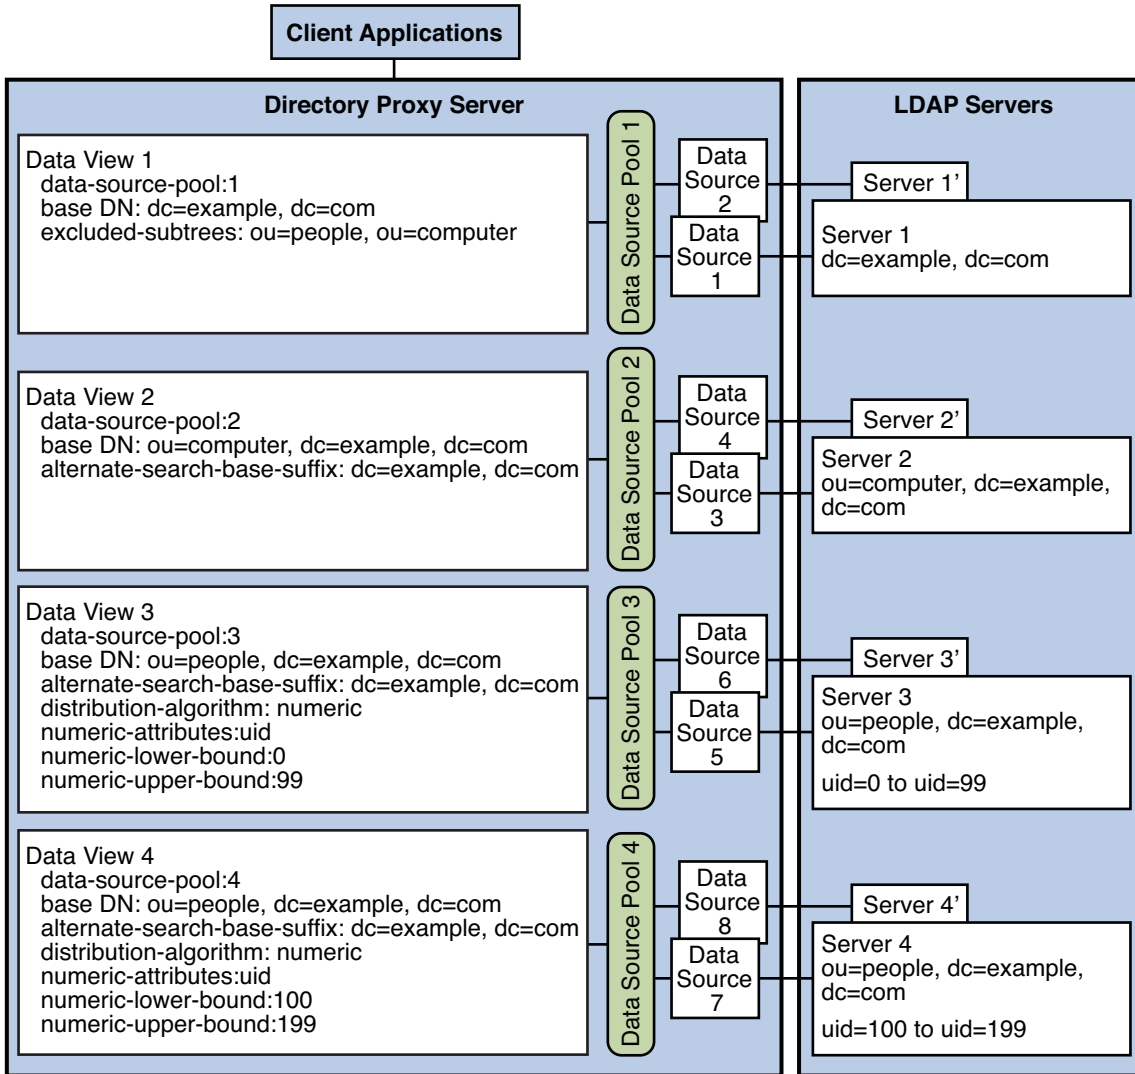 Client Applications
Directory Proxy Server
LDAP Servers
Data View 1
data-source-pool:1
base DN: dc=example, dc=com
excluded-subtrees: ou=people, ou=computer
Data Source Pool 1
Data
Source
2
Data
Source
1
Server 1’
Server 1
dc=example, dc=com
Data View 2
data-source-pool:2
base DN: ou=computer, dc=example, dc=com
alternate-search-base-suffix: dc=example, dc=com
Data Source Pool 2
Data
Source
4
Data
Source
3
Server 2’
Server 2
ou=computer, dc=example,
dc=com
Data View 3
data-source-pool:3
base DN: ou=people, dc=example, dc=com
alternate-search-base-suffix: dc=example, dc=com
distribution-algorithm: numeric
numeric-attributes:uid
numeric-lower-bound:0
numeric-upper-bound:99
Data Source Pool 3
Data
Source
6
Data
Source
5
Server 3’
Server 3
ou=people, dc=example,
dc=com
uid=0 to uid=99
Data View 4
data-source-pool:4
base DN: ou=people, dc=example, dc=com
alternate-search-base-suffix: dc=example, dc=com
distribution-algorithm: numeric
numeric-attributes:uid
numeric-lower-bound:100
numeric-upper-bound:199
Data Source Pool 4
Data
Source
8
Data
Source
7
Server 4’
Server 4
ou=people, dc=example,
dc=com
uid=100 to uid=199